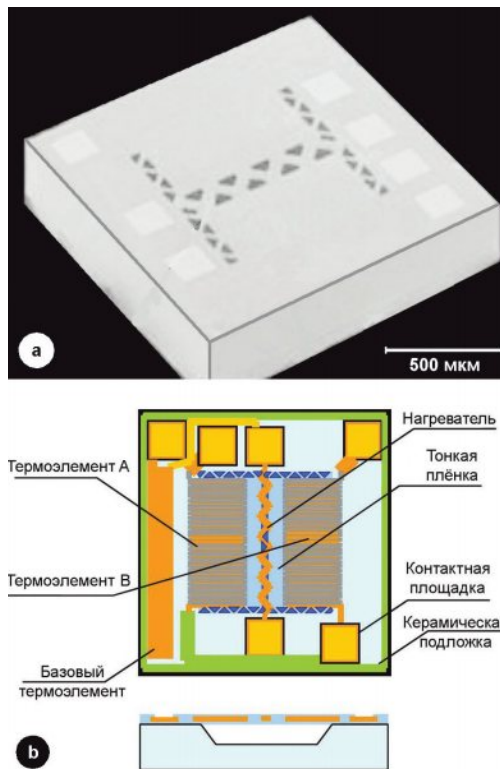 a
500 мкм
Нагреватель
Тонкая
плёнка
Термоэлемент А
Термоэлемент В
Контактная
площадка
Керамическа
подложка
Базовый
термоэлемент
b